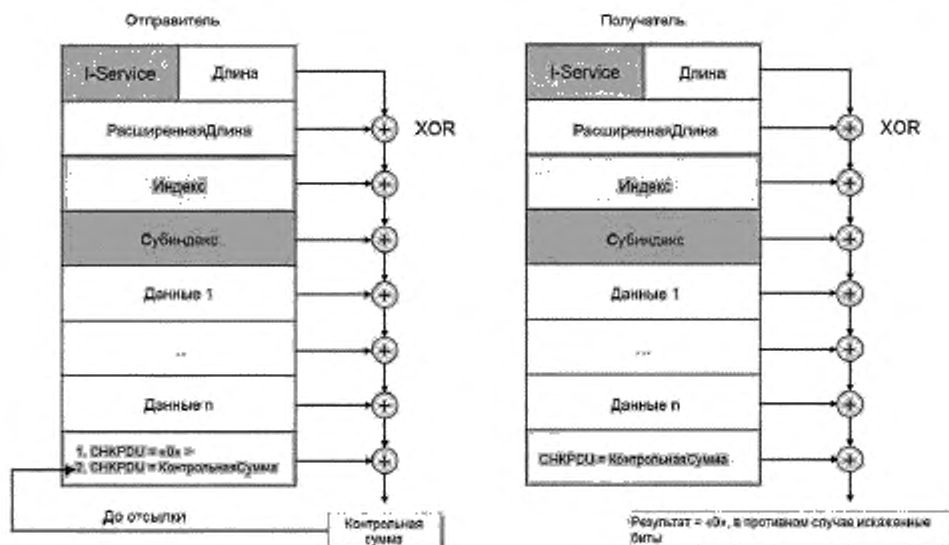 Отправитель
I-Service
Длина
XOR
РасширеннаяДлина
Индекс
Субиндекс
Данные 1
...
Данные n
1. CHKPDU = «0» >
2. CHKPDU = КонтрольнаяСумма
До отсылки
Контрольная
сумма
Получатель
I-Service
Длина
XOR
РасширеннаяДлина
Индекс
Субиндекс
Данные 1
...
Данные n
CHKPDU = КонтрольнаяСумма
Результат = «0», в противном случае искаженные
биты